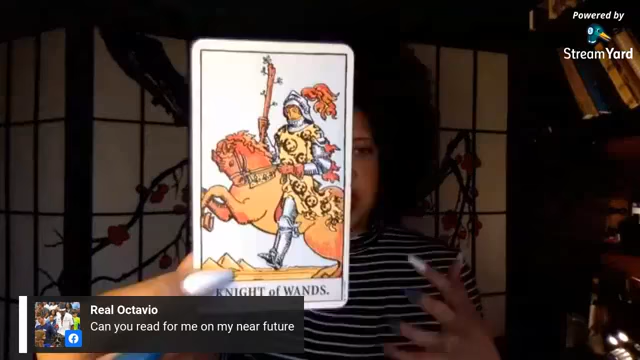 Powered by
StreamYard
KNIGHT of WANDS.
Real Octavio
Can you read for me on my near future